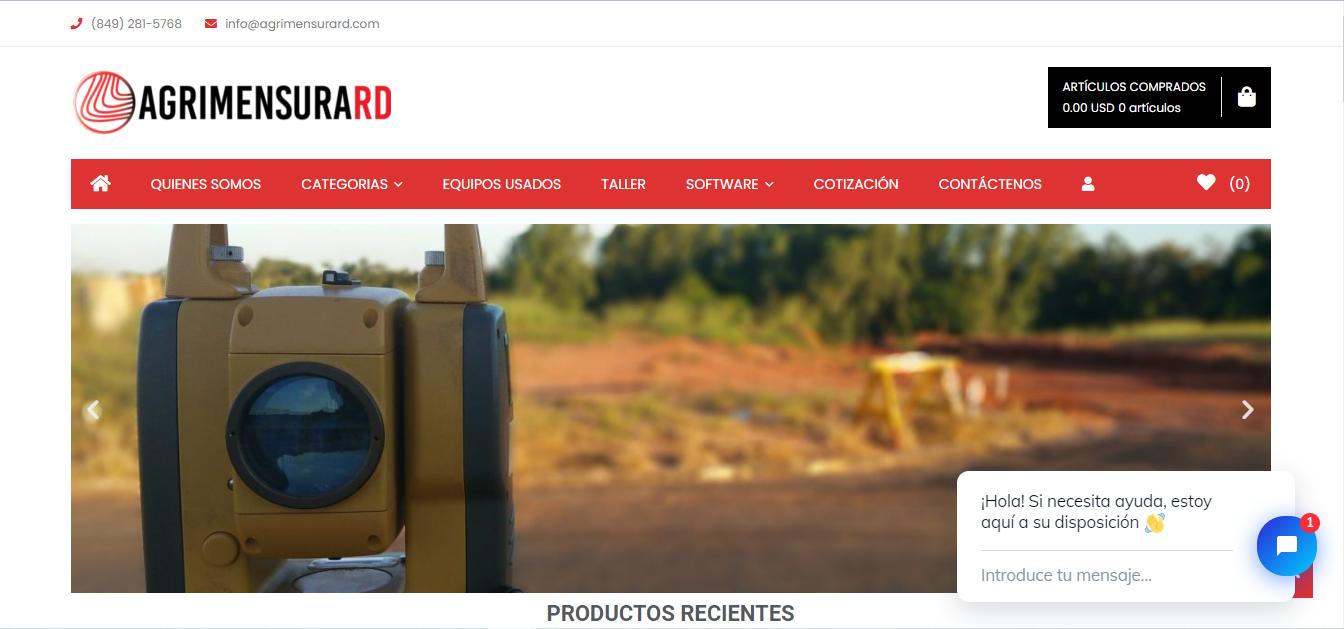 (849) 281-5768 info@agrimensurard.com
AGRIMENSURARD
ARTÍCULOS COMPRADOS
0.00 USD 0 artículos
QUIENES SOMOS CATEGORIAS EQUIPOS USADOS TALLER SOFTWARE COTIZACIÓN CONTÁCTENOS (0)
¡Hola! Si necesita ayuda, estoy
aquí a su disposición 👋
1
Introduce tu mensaje...
PRODUCTOS RECIENTES